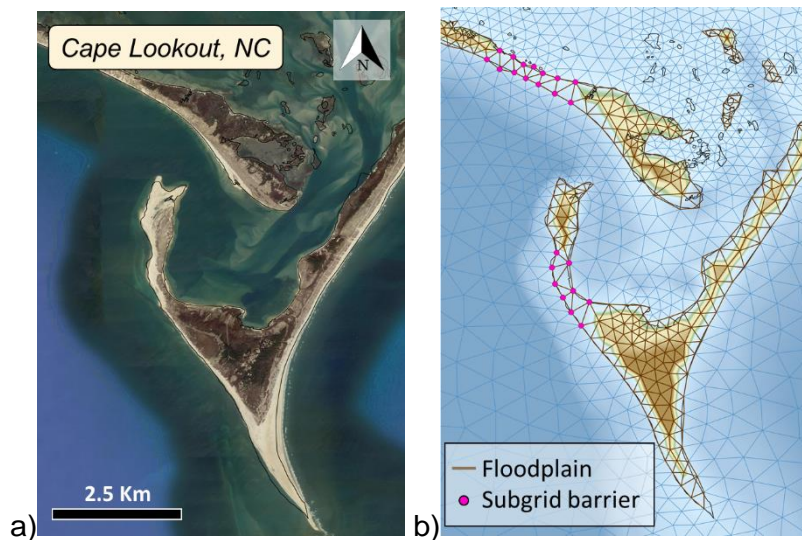 Cape Lookout, NC
N
2.5 Km
a)
Floodplain
Subgrid barrier
b)